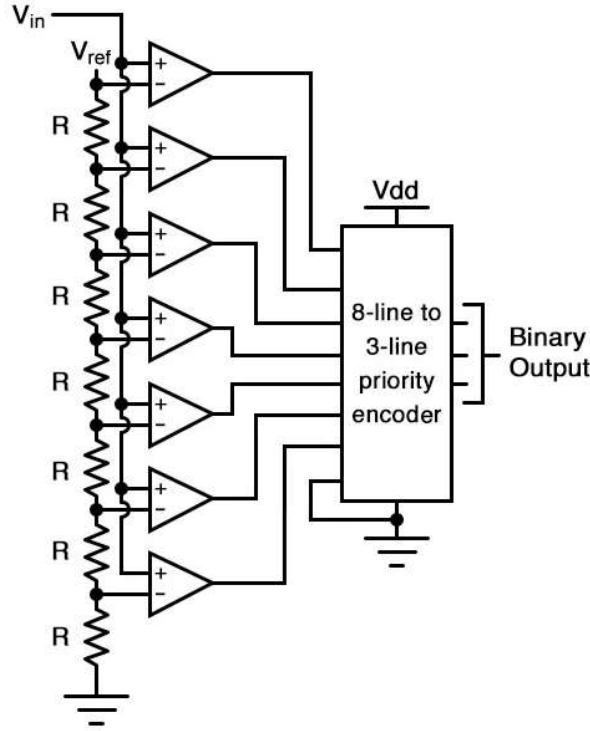 Vin
Vref
+
−
R
+
−
R
+
−
R
+
−
R
+
−
R
+
−
R
+
−
R
Vdd
8-line to
3-line
priority
encoder
Binary
Output